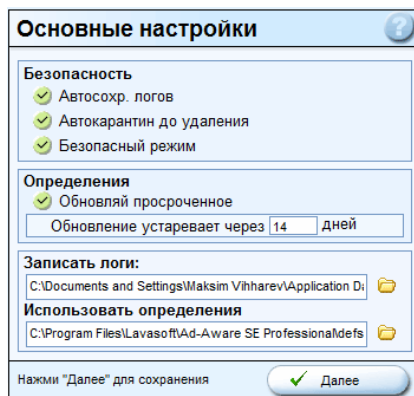 Основные настройки
Безопасность
Автосохр. логов
Автокарантин до удаления
Безопасный режим
Определения
Обновляй просроченное
Обновление устаревает через 14 дней
Записать логи:
C:\Documents and Settings\Maksim Vihharev\Application Da
Использовать определения
C:\Program Files\Lavasoft\Ad-Aware SE Professional\defs
Нажми "Далее" для сохранения
Далее